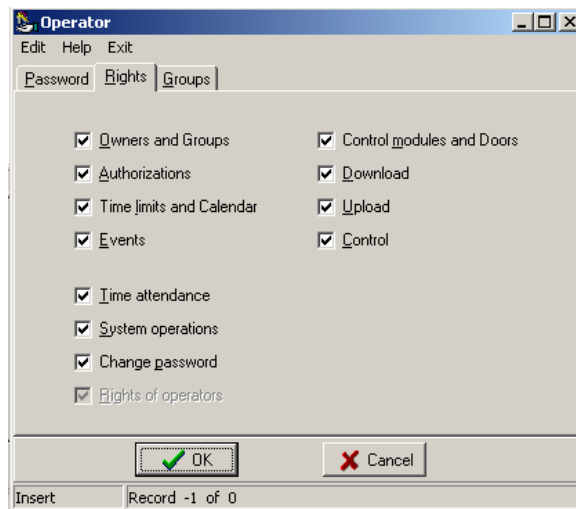 Operator
Edit Help Exit
Password Rights Groups
Owners and Groups Control modules and Doors
Authorizations Download
Time limits and Calendar Upload
Events Control
Time attendance
System operations
Change password
Rights of operators
OK Cancel
Insert Record -1 of 0